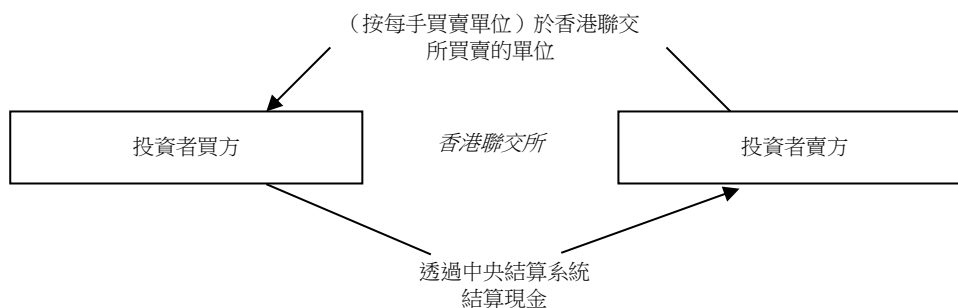 （按每手買賣單位）於香港聯交
所買賣的單位
投資者買方
香港聯交所
投資者賣方
透過中央結算系統
結算現金